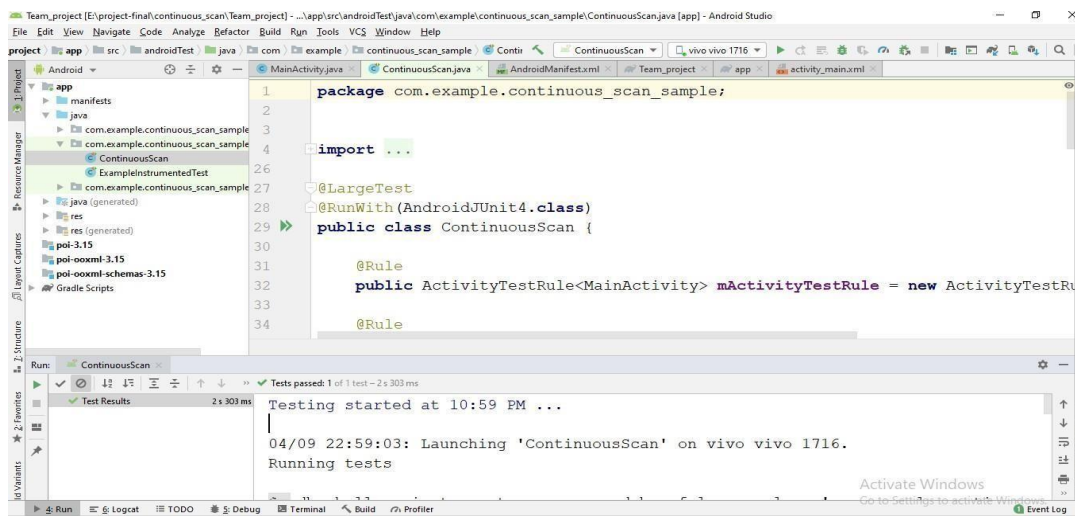 Team_project [E:\project-final\continuous_scan\Team_project] - ...\app\src\androidTest\java\com\example\continuous_scan_sample\ContinuousScan.java [app] - Android Studio
File Edit View Navigate Code Analyze Refactor Build Run Tools VCS Window Help
project app src androidTest java com example continuous_scan_sample Contir ContinuousScan vivo vivo 1716
1: Project
Resource Manager
Layout Captures
Z: Structure
2: Favorites
ld Variants
Android
MainActivity.java ContinuousScan.java AndroidManifest.xml Team_project app activity_main.xml
app
manifests
java
com.example.continuous_scan_sample
com.example.continuous_scan_sample
ContinuousScan
ExampleInstrumentedTest
com.example.continuous_scan_sample
java (generated)
res
res (generated)
poi-3.15
poi-ooxml-3.15
poi-ooxml-schemas-3.15
Gradle Scripts
1 package com.example.continuous_scan_sample;
2
3
4 import ...
26
27 @LargeTest
28 @RunWith(AndroidJUnit4.class)
29 public class ContinuousScan {
30
31 @Rule
32 public ActivityTestRule<MainActivity> mActivityTestRule = new ActivityTestRu
33
34 @Rule
Run: ContinuousScan
Tests passed: 1 of 1 test – 2 s 303 ms
Test Results 2 s 303 ms
Testing started at 10:59 PM ...
04/09 22:59:03: Launching 'ContinuousScan' on vivo vivo 1716.
Running tests
Activate Windows
Go to Settings to activate Windows.
4: Run 6: Logcat TODO 5: Debug Terminal Build Profiler Event Log